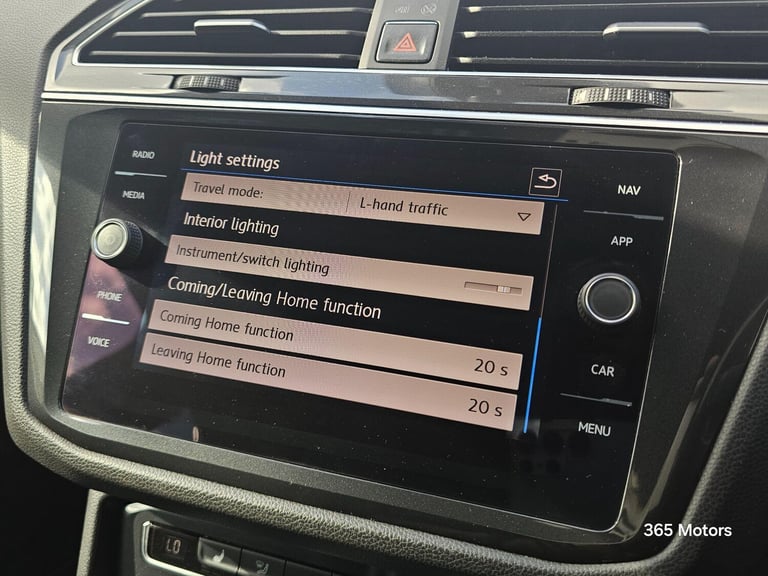 RADIO
MEDIA
PHONE
VOICE
Light settings
Travel mode: L-hand traffic
Interior lighting
Instrument/switch lighting
Coming/Leaving Home function
Coming Home function 20 s
Leaving Home function 20 s
NAV
APP
CAR
MENU
LO
365 Motors